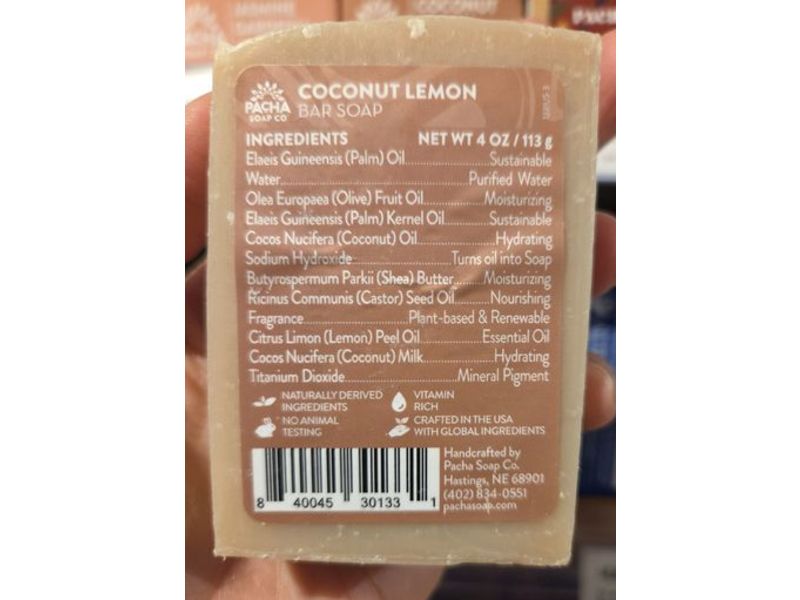 COCONUT
PACHA
SOAP CO
COCONUT LEMON
BAR SOAP
INGREDIENTS NET WT 4 OZ / 113 g
Elaeis Guineensis (Palm) Oil Sustainable
Water Purified Water
Olea Europaea (Olive) Fruit Oil Moisturizing
Elaeis Guineensis (Palm) Kernel Oil Sustainable
Cocos Nucifera (Coconut) Oil Hydrating
Sodium Hydroxide Turns oil into Soap
Butyrospermum Parkii (Shea) Butter Moisturizing
Ricinus Communis (Castor) Seed Oil Nourishing
Fragrance Plant-based & Renewable
Citrus Limon (Lemon) Peel Oil Essential Oil
Cocos Nucifera (Coconut) Milk Hydrating
Titanium Dioxide Mineral Pigment
NATURALLY DERIVED
INGREDIENTS
VITAMIN
RICH
NO ANIMAL
TESTING
CRAFTED IN THE USA
WITH GLOBAL INGREDIENTS
8 40045 30133 1
Handcrafted by
Pacha Soap Co.
Hastings, NE 68901
(402) 834-0551
pachasoap.com